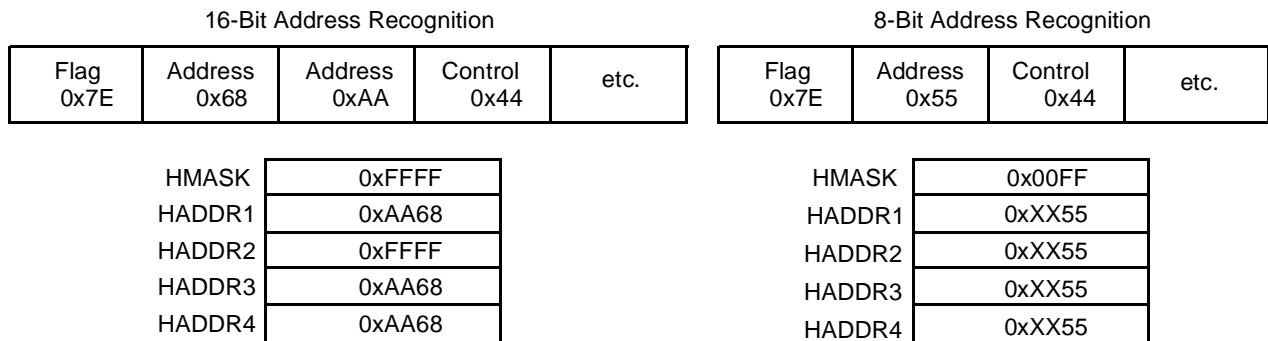 16-Bit Address Recognition
Flag 0x7E Address 0x68 Address 0xAA Control 0x44 etc.
HMASK 0xFFFF
HADDR1 0xAA68
HADDR2 0xFFFF
HADDR3 0xAA68
HADDR4 0xAA68
8-Bit Address Recognition
Flag 0x7E Address 0x55 Control 0x44 etc.
HMASK 0x00FF
HADDR1 0xXX55
HADDR2 0xXX55
HADDR3 0xXX55
HADDR4 0xXX55